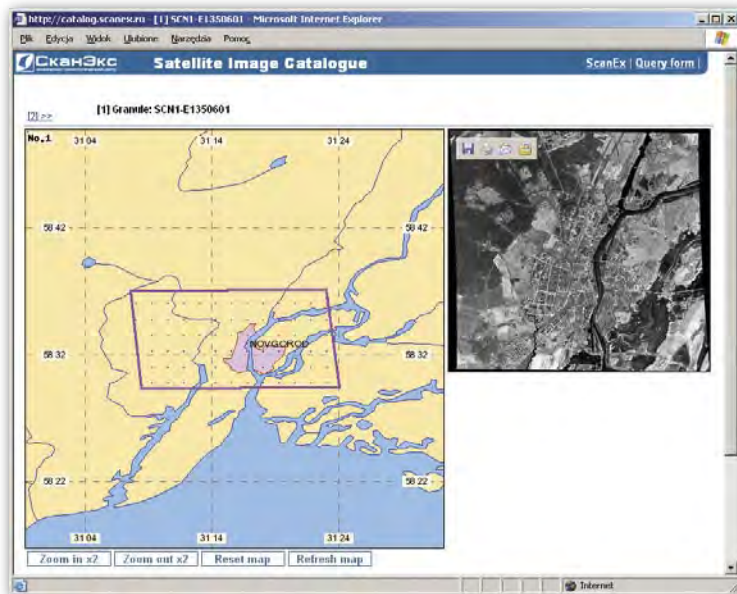 http://catalog.scanex.ru - [1] SCN1-E1350601 - Microsoft Internet Explorer
Plik Edycja Widok Ulubione Narzędzia Pomoc
СканЭкс Satellite Image Catalogue ScanEx | Query form |
[1] Granule: SCN1-E1350601
[2] >>
No.1 31 04 31 14 31 24
58 42 58 42
NOVGOROD
58 32 58 32
58 22 58 22
31 04 31 14 31 24
Zoom in x2 Zoom out x2 Reset map Refresh map
Internet